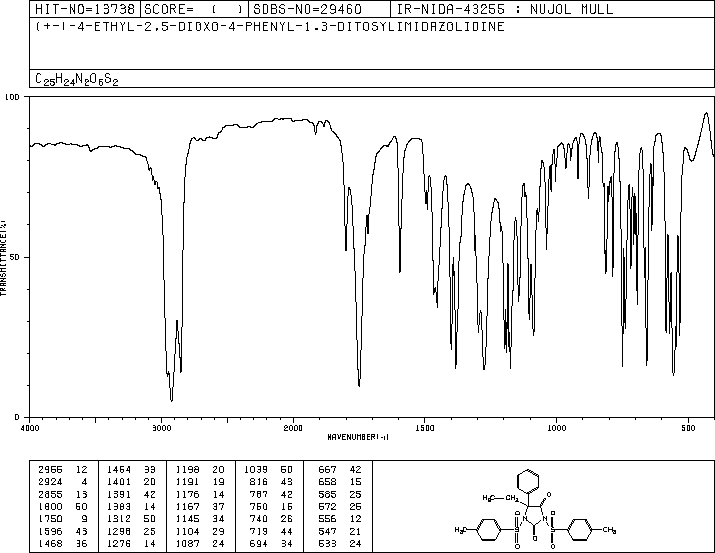 HIT-NO=13738 SCORE= ( ) SDBS-NO=29460 IR-NIDA-43255 : NUJOL MULL
(+-)-4-ETHYL-2,5-DIOXO-4-PHENYL-1,3-DITOSYLIMIDAZOLIDINE
C25H24N2O6S2
100
50
0
TRANSMITTANCE(%)
4000 3000 2000 1500 1000 500
WAVENUMBER(-1)
2956 12 1464 33 1198 20 1039 50 667 42
2924 4 1401 20 1191 19 816 43 658 15
2855 13 1391 42 1176 14 787 42 585 25
1800 50 1383 14 1167 37 750 15 572 25
1750 9 1312 50 1145 34 740 26 556 12
1596 43 1298 25 1104 29 719 44 547 21
1468 36 1276 14 1087 24 694 34 533 24